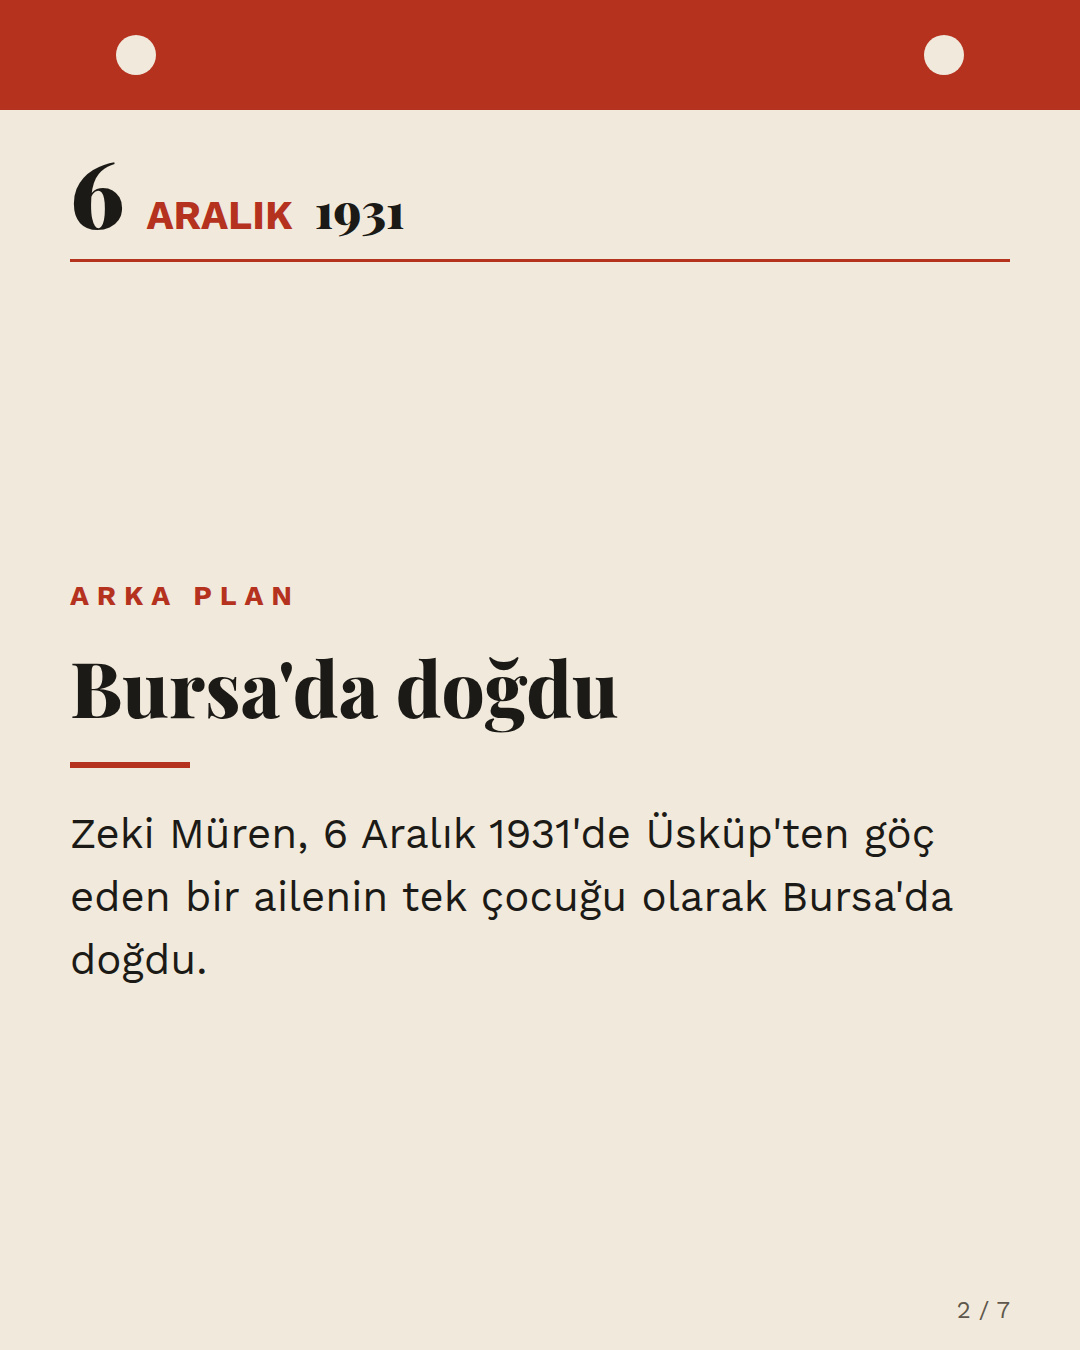 6 ARALIK 1931
ARKA PLAN
Bursa'da doğdu
Zeki Müren, 6 Aralık 1931'de Üsküp'ten göç
eden bir ailenin tek çocuğu olarak Bursa'da
doğdu.
2 / 7